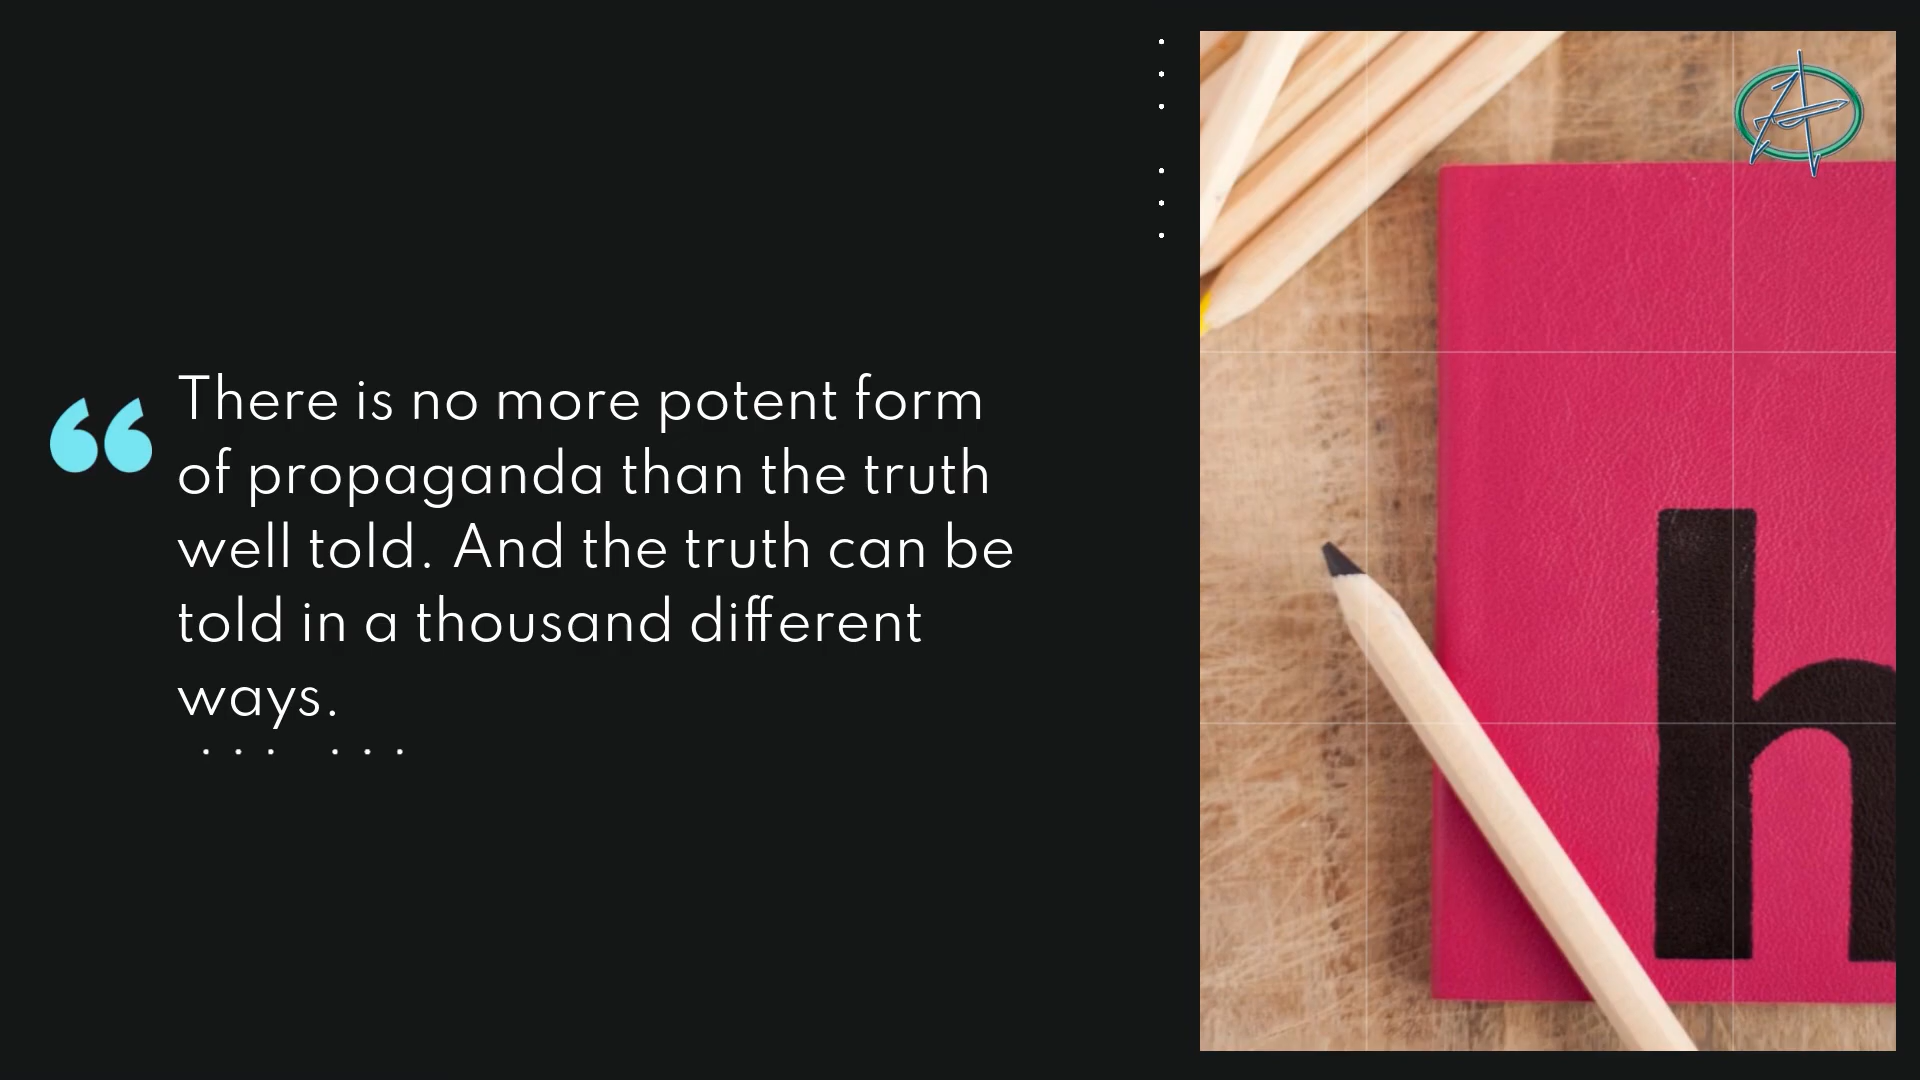 There is no more potent form
of propaganda than the truth
well told. And the truth can be
told in a thousand different
ways.
h